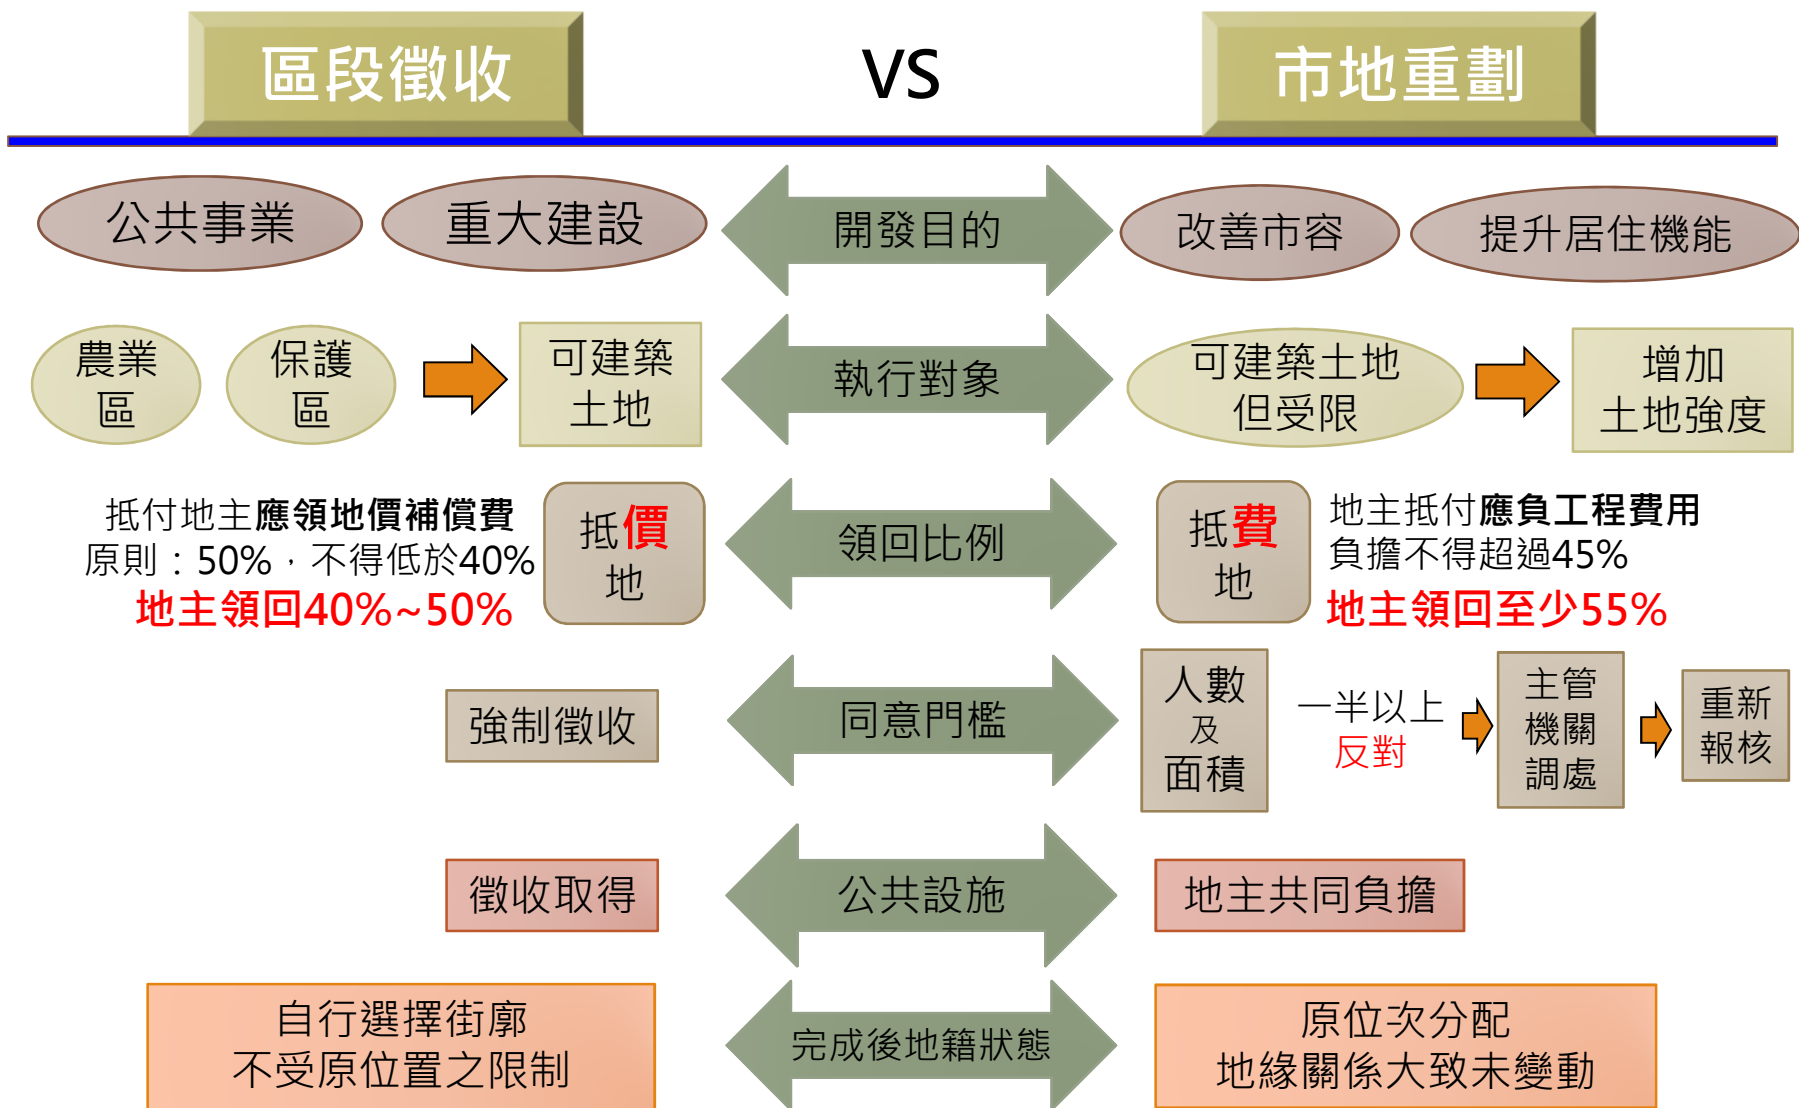 區段徵收
VS
市地重劃
公共事業
重大建設
開發目的
改善市容
提升居住機能
農業
區
保護
區
可建築
土地
執行對象
可建築土地
但受限
增加
土地強度
抵付地主應領地價補償費
原則：50%，不得低於40%
地主領回40%~50%
抵價
地
領回比例
抵費
地
地主抵付應負工程費用
負擔不得超過45%
地主領回至少55%
強制徵收
同意門檻
人數
及
面積
一半以上
反對
主管
機關
調處
重新
報核
徵收取得
公共設施
地主共同負擔
自行選擇街廓
不受原位置之限制
完成後地籍狀態
原位次分配
地緣關係大致未變動